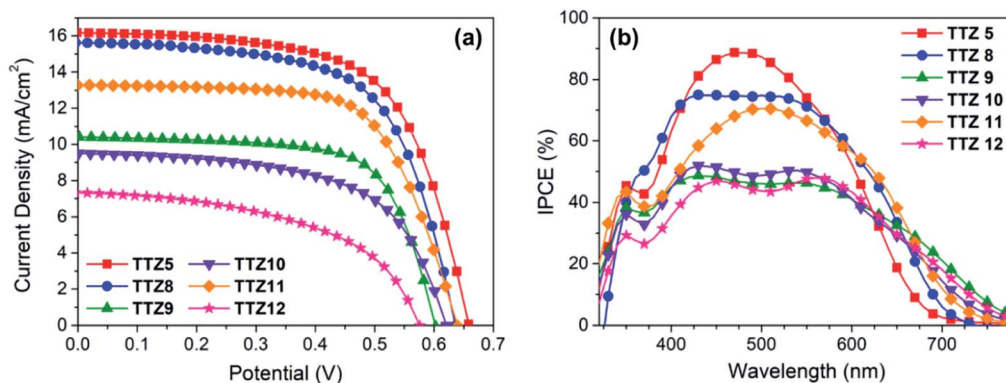 (a)
Current Density (mA/cm²)
16
14
12
10
8
6
4
2
0
TTZ5 TTZ10
TTZ8 TTZ11
TTZ9 TTZ12
0.0 0.1 0.2 0.3 0.4 0.5 0.6 0.7
Potential (V)
(b)
IPCE (%)
100
80
60
40
20
0
TTZ 5
TTZ 8
TTZ 9
TTZ 10
TTZ 11
TTZ 12
400 500 600 700
Wavelength (nm)